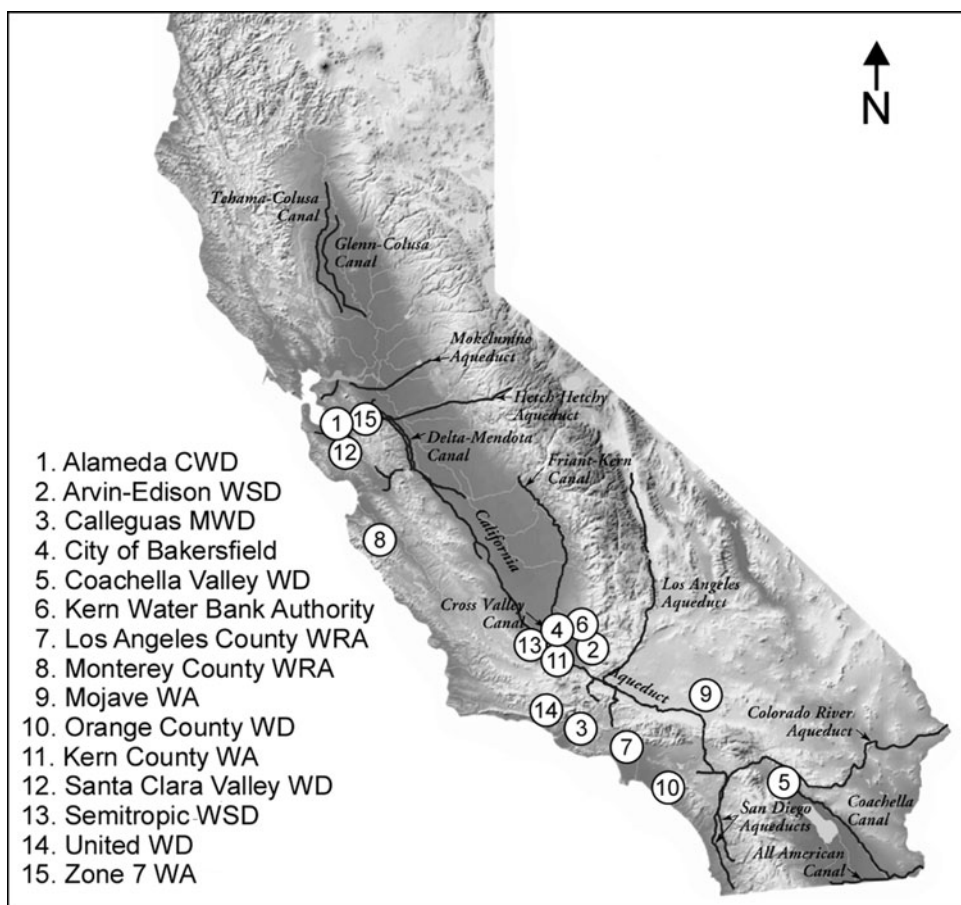 N
Tehama-Colusa
Canal
Glenn-Colusa
Canal
Mokelumne
Aqueduct
Hetch Hetchy
Aqueduct
Delta-Mendota
Canal
Friant-Kern
Canal
California
Los Angeles
Aqueduct
Cross Valley
Canal
Aqueduct
Colorado River
Aqueduct
Coachella
Canal
San Diego
Aqueducts
All American
Canal
1
15
12
8
4
6
13
2
11
9
14
3
7
10
5
1. Alameda CWD
2. Arvin-Edison WSD
3. Calleguas MWD
4. City of Bakersfield
5. Coachella Valley WD
6. Kern Water Bank Authority
7. Los Angeles County WRA
8. Monterey County WRA
9. Mojave WA
10. Orange County WD
11. Kern County WA
12. Santa Clara Valley WD
13. Semitropic WSD
14. United WD
15. Zone 7 WA